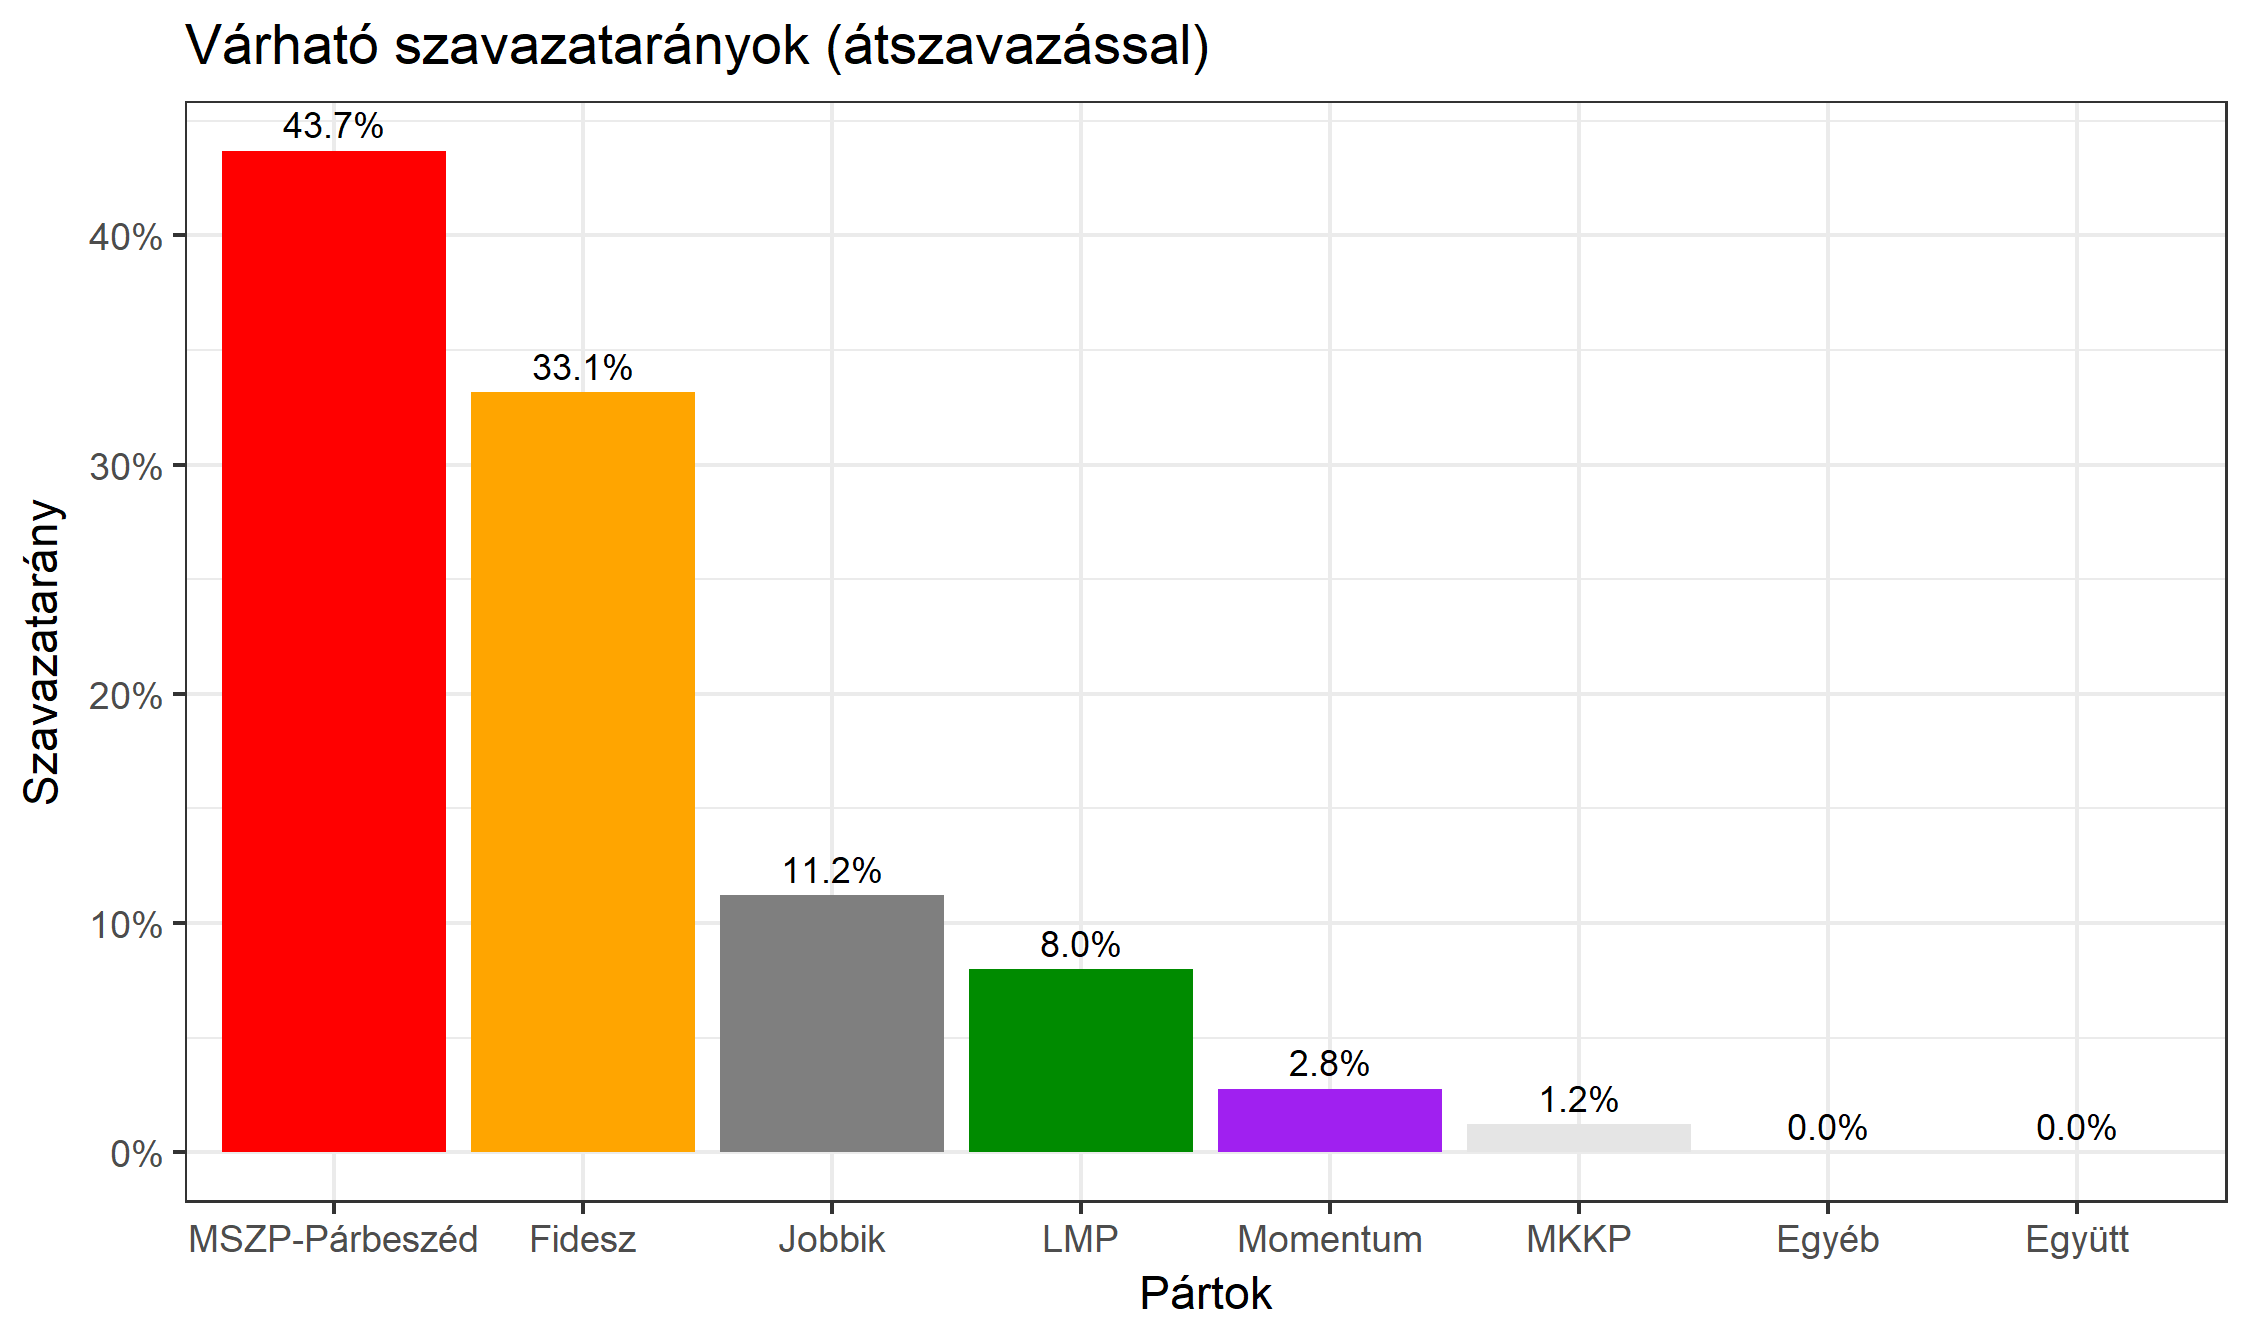 Várható szavazatarányok (átszavazással)
43.7%
33.1%
11.2%
8.0%
2.8%
1.2%
0.0%
0.0%
40%
30%
20%
10%
0%
Szavazatarány
MSZP-Párbeszéd
Fidesz
Jobbik
LMP
Momentum
MKKP
Egyéb
Együtt
Pártok